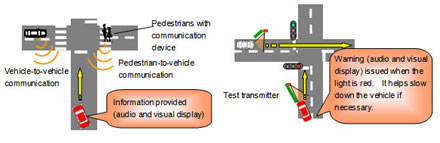 Pedestrians with
communication
device
Vehicle-to-vehicle
communication
Pedestrian-to-vehicle
communication
Information provided
(audio and visual display)
Warning (audio and visual
display) issued when the
light is red. It helps slow
down the vehicle if
necessary.
Test transmitter